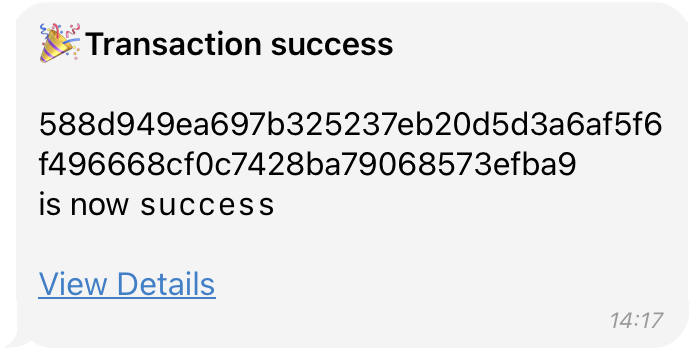 🎉Transaction success
588d949ea697b325237eb20d5d3a6af5f6
f496668cf0c7428ba79068573efba9
is now success
View Details
14:17